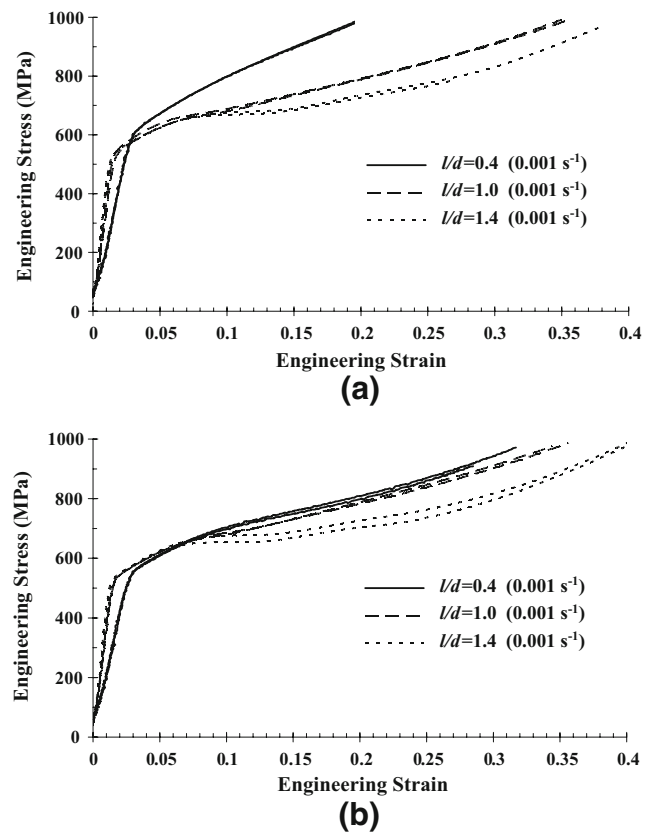 1000
800
600
400
200
0
Engineering Stress (MPa)
l/d=0.4 (0.001 s⁻¹)
l/d=1.0 (0.001 s⁻¹)
l/d=1.4 (0.001 s⁻¹)
0 0.05 0.1 0.15 0.2 0.25 0.3 0.35 0.4
Engineering Strain
(a)
1000
800
600
400
200
0
Engineering Stress (MPa)
l/d=0.4 (0.001 s⁻¹)
l/d=1.0 (0.001 s⁻¹)
l/d=1.4 (0.001 s⁻¹)
0 0.05 0.1 0.15 0.2 0.25 0.3 0.35 0.4
Engineering Strain
(b)